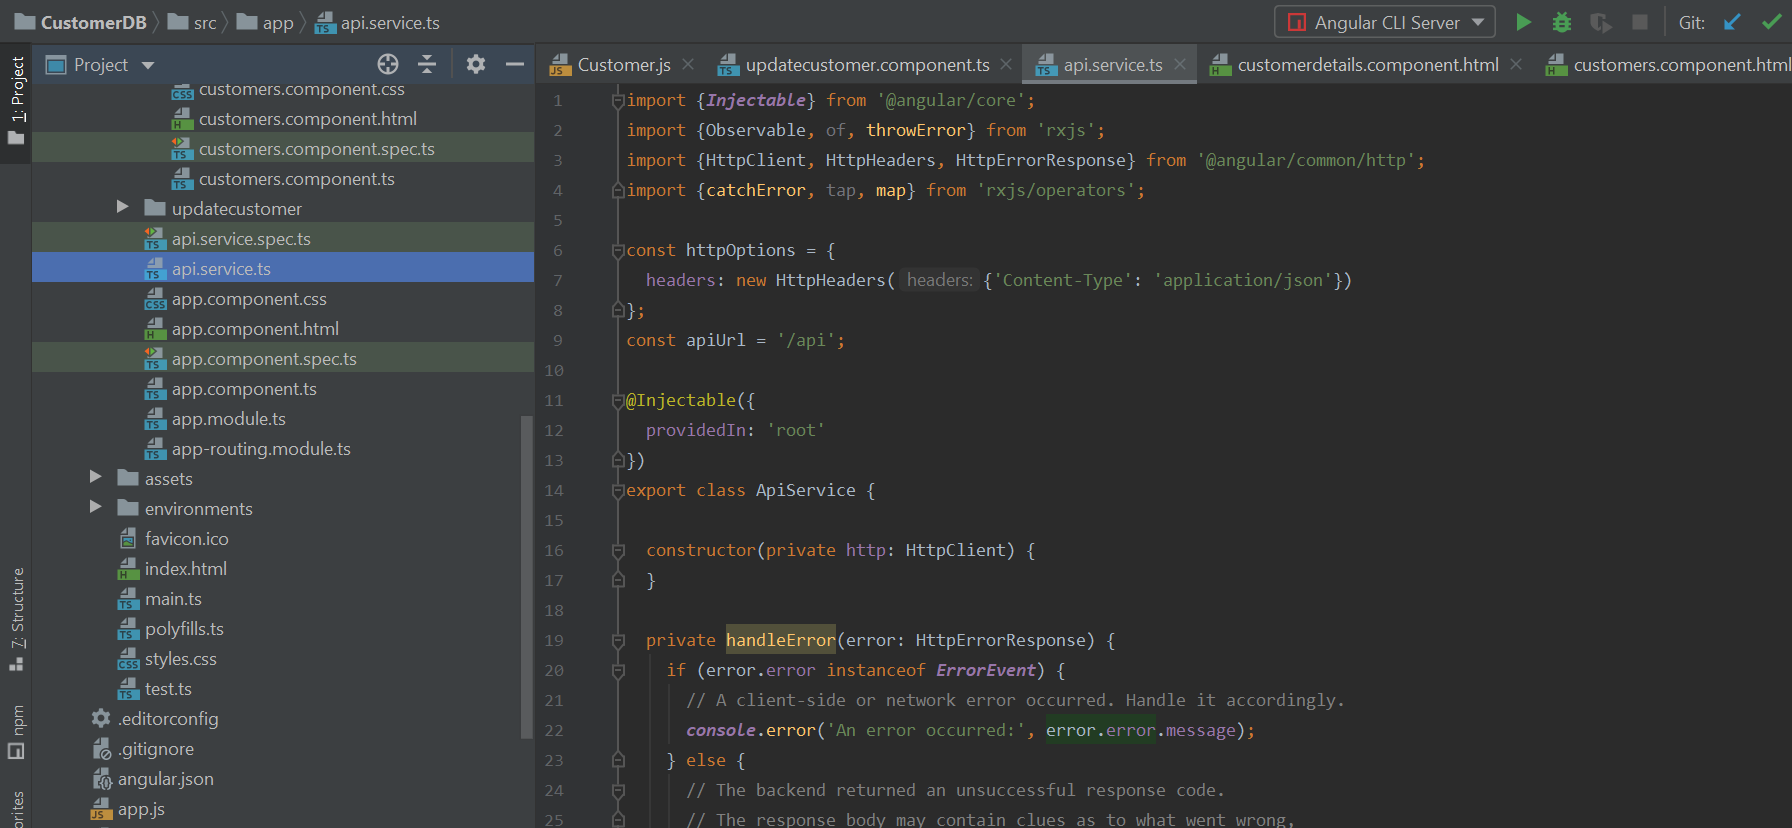 CustomerDB src app api.service.ts
Angular CLI Server
Git:
1: Project
7: Structure
npm
Project
customers.component.css
customers.component.html
customers.component.spec.ts
customers.component.ts
updatecustomer
api.service.spec.ts
api.service.ts
app.component.css
app.component.html
app.component.spec.ts
app.component.ts
app.module.ts
app-routing.module.ts
assets
environments
favicon.ico
index.html
main.ts
polyfills.ts
styles.css
test.ts
.editorconfig
.gitignore
angular.json
app.js
Customer.js updatecustomer.component.ts api.service.ts customerdetails.component.html customers.component.html
1 import {Injectable} from '@angular/core';
2 import {Observable, of, throwError} from 'rxjs';
3 import {HttpClient, HttpHeaders, HttpErrorResponse} from '@angular/common/http';
4 import {catchError, tap, map} from 'rxjs/operators';
5
6 const httpOptions = {
7 headers: new HttpHeaders( headers: {'Content-Type': 'application/json'})
8 };
9 const apiUrl = '/api';
10
11 @Injectable({
12 providedIn: 'root'
13 })
14 export class ApiService {
15
16 constructor(private http: HttpClient) {
17 }
18
19 private handleError(error: HttpErrorResponse) {
20 if (error.error instanceof ErrorEvent) {
21 // A client-side or network error occurred. Handle it accordingly.
22 console.error('An error occurred:', error.error.message);
23 } else {
24 // The backend returned an unsuccessful response code.
25 // The response body may contain clues as to what went wrong,